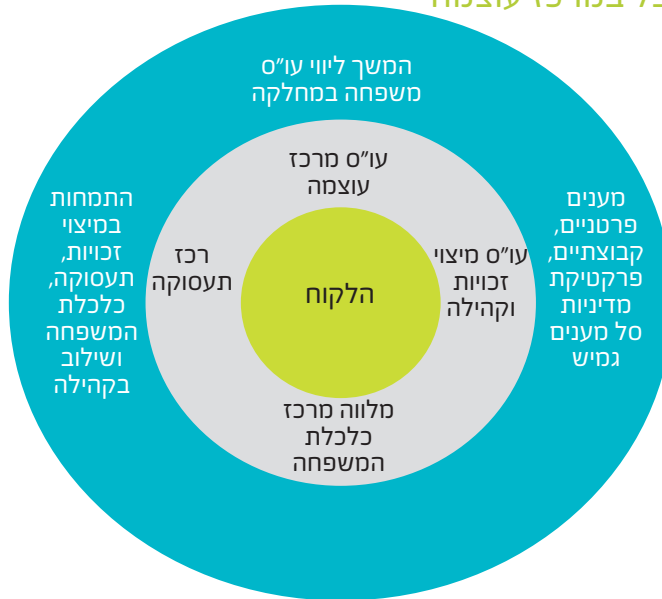 המשך ליווי עו"ס
משפחה במחלקה
מענים
פרטניים,
קבוצתיים,
פרקטיקת
מדיניות
סל מענים
גמיש
התמחות
במיצוי
זכויות,
תעסוקה,
כלכלת
המשפחה
ושילוב
בקהילה
עו"ס מרכז
עוצמה
עו"ס מיצוי
זכויות
וקהילה
רכז
תעסוקה
הלקוח
מלווה מרכז
כלכלת
המשפחה